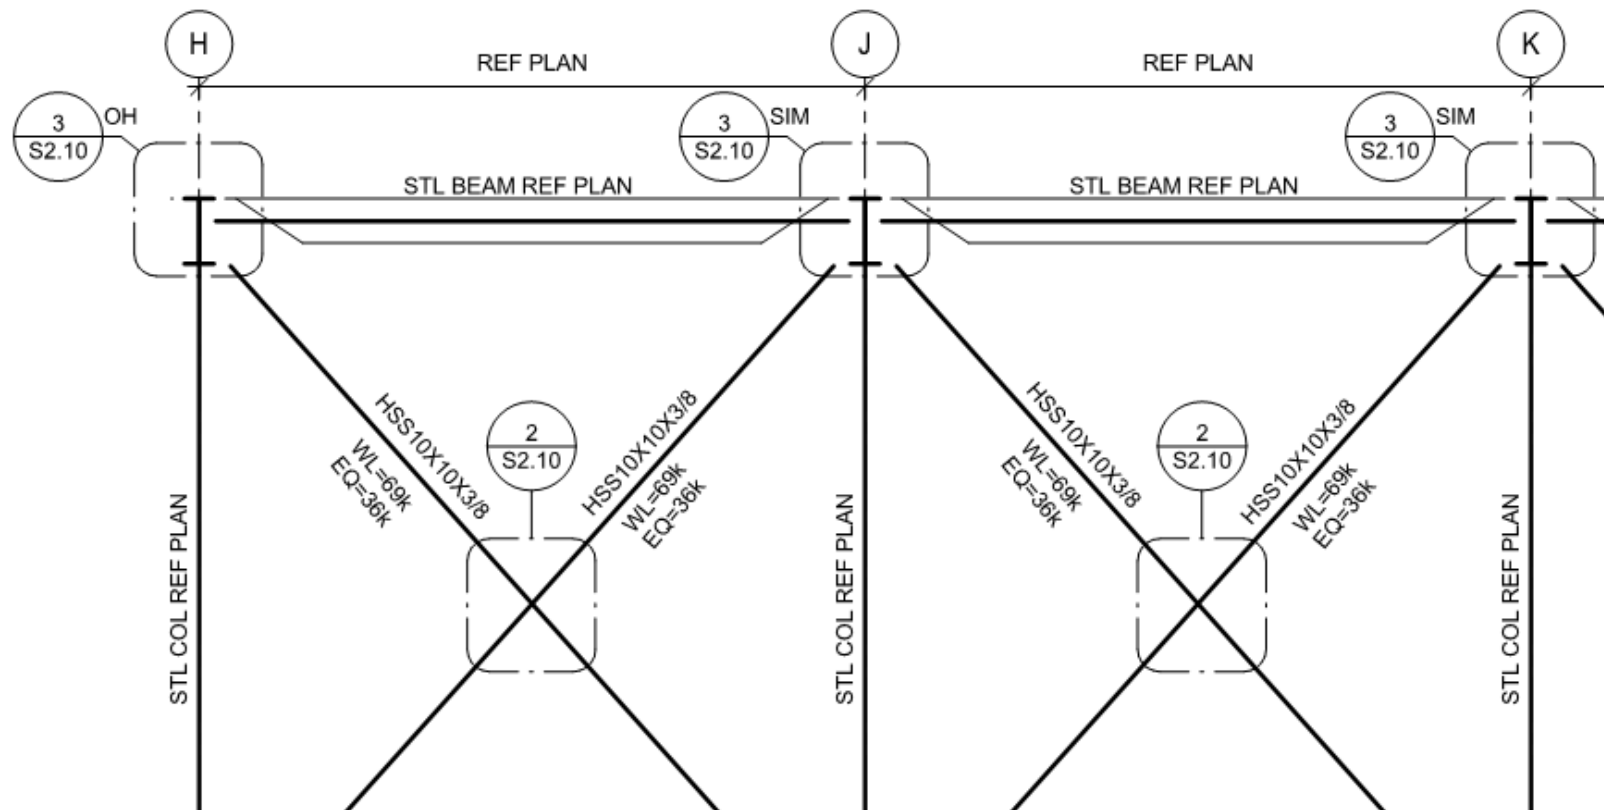 H
J
K
REF PLAN
REF PLAN
3
S2.10
OH
3
S2.10
SIM
3
S2.10
SIM
STL BEAM REF PLAN
STL BEAM REF PLAN
HSS10X10X3/8
WL=69k
EQ=36k
2
S2.10
HSS10X10X3/8
WL=69k
EQ=36k
HSS10X10X3/8
WL=69k
EQ=36k
2
S2.10
HSS10X10X3/8
WL=69k
EQ=36k
STL COL REF PLAN
STL COL REF PLAN
STL COL REF PLAN